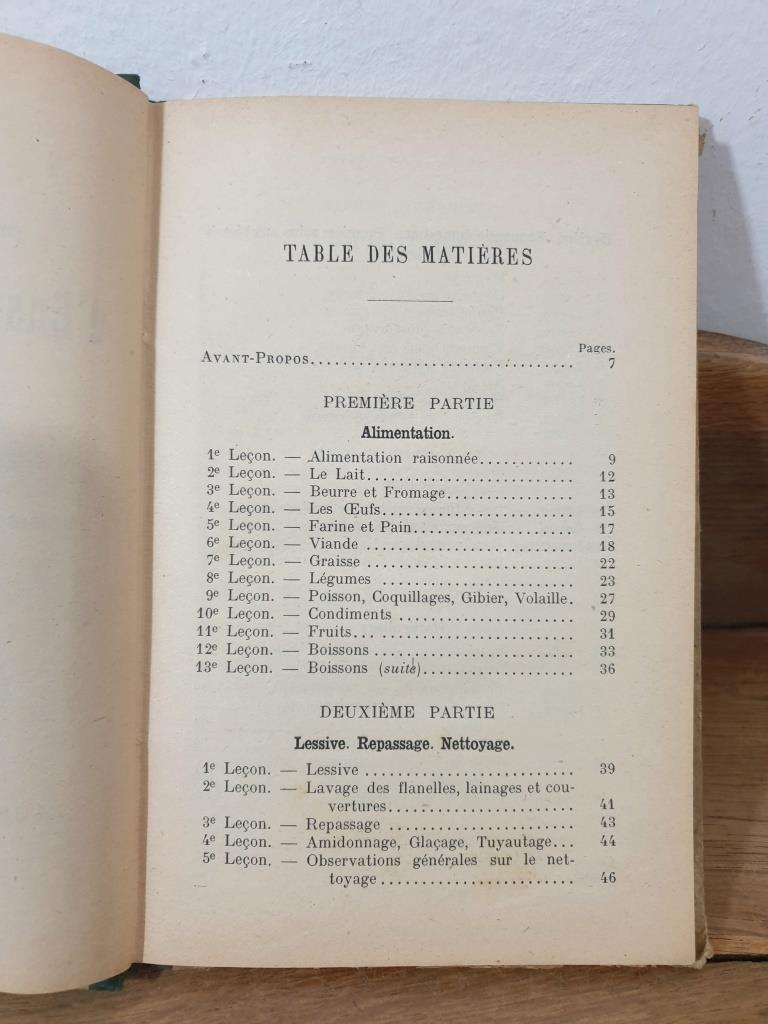 TABLE DES MATIÈRES
Pages.
AVANT-PROPOS................................ 7
PREMIÈRE PARTIE
Alimentation.
1e Leçon. — Alimentation raisonnée............ 9
2e Leçon. — Le Lait.......................... 12
3e Leçon. — Beurre et Fromage................ 13
4e Leçon. — Les Œufs........................ 15
5e Leçon. — Farine et Pain.................... 17
6e Leçon. — Viande .......................... 18
7e Leçon. — Graisse .......................... 22
8e Leçon. — Légumes ........................ 23
9e Leçon. — Poisson, Coquillages, Gibier, Volaille. 27
10e Leçon. — Condiments ...................... 29
11e Leçon. — Fruits... ........................ 31
12e Leçon. — Boissons ......................... 33
13e Leçon. — Boissons (suite)................... 36
DEUXIÈME PARTIE
Lessive. Repassage. Nettoyage.
1e Leçon. — Lessive .......................... 39
2e Leçon. — Lavage des flanelles, lainages et cou-
vertures....................... 41
3e Leçon. — Repassage ....................... 43
4e Leçon. — Amidonnage, Glaçage, Tuyautage... 44
5e Leçon. — Observations générales sur le net-
toyage........................ 46